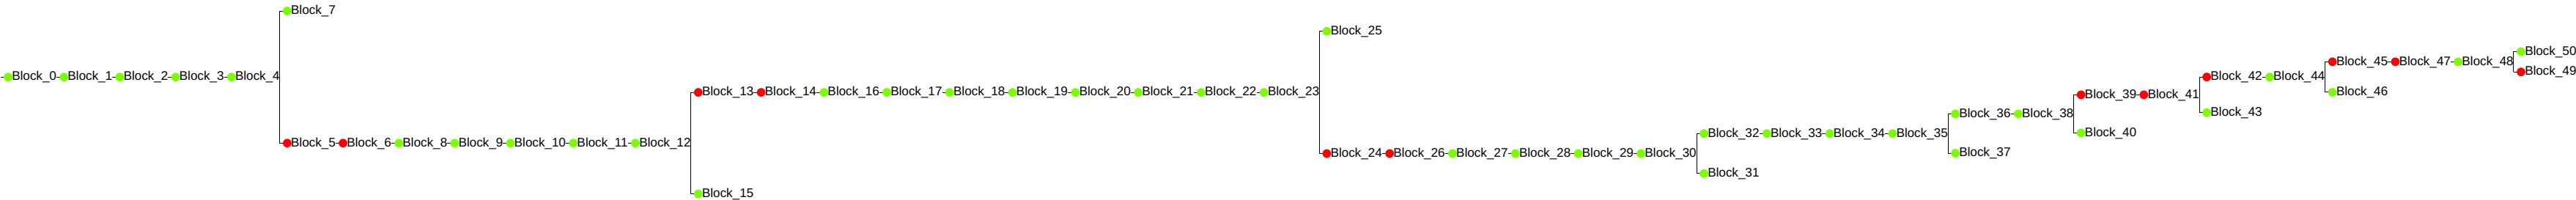 Block_7
Block_25
Block_50
Block_45 Block_47 Block_48
Block_49
Block_0 Block_1 Block_2 Block_3 Block_4
Block_42 Block_44
Block_13 Block_14 Block_16 Block_17 Block_18 Block_19 Block_20 Block_21 Block_22 Block_23
Block_46
Block_39 Block_41
Block_43
Block_36 Block_38
Block_32 Block_33 Block_34 Block_35
Block_40
Block_5 Block_6 Block_8 Block_9 Block_10 Block_11 Block_12
Block_24 Block_26 Block_27 Block_28 Block_29 Block_30
Block_37
Block_31
Block_15